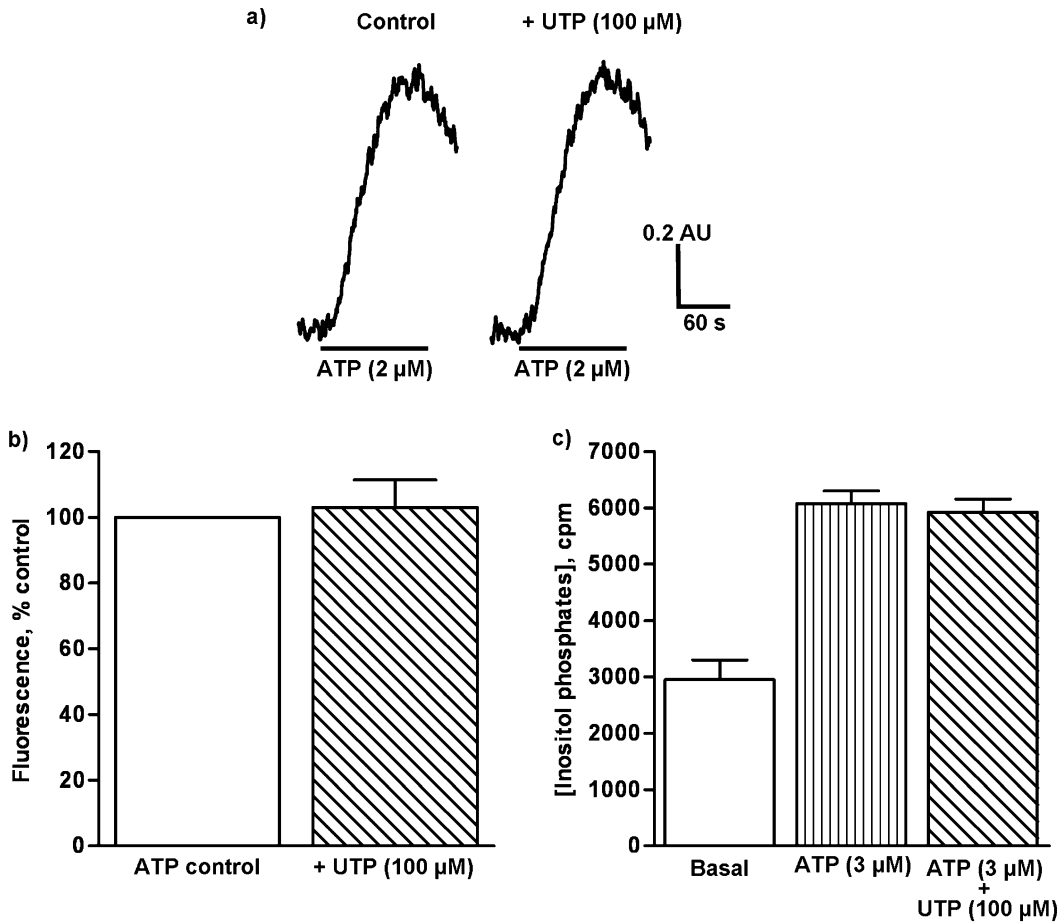 a)
Control
+ UTP (100 µM)
0.2 AU
60 s
ATP (2 µM)
ATP (2 µM)
b)
Fluorescence, % control
120
100
80
60
40
20
0
ATP control
+ UTP (100 µM)
c)
[Inositol phosphates], cpm
7000
6000
5000
4000
3000
2000
1000
0
Basal
ATP (3 µM)
ATP (3 µM)
+
UTP (100 µM)